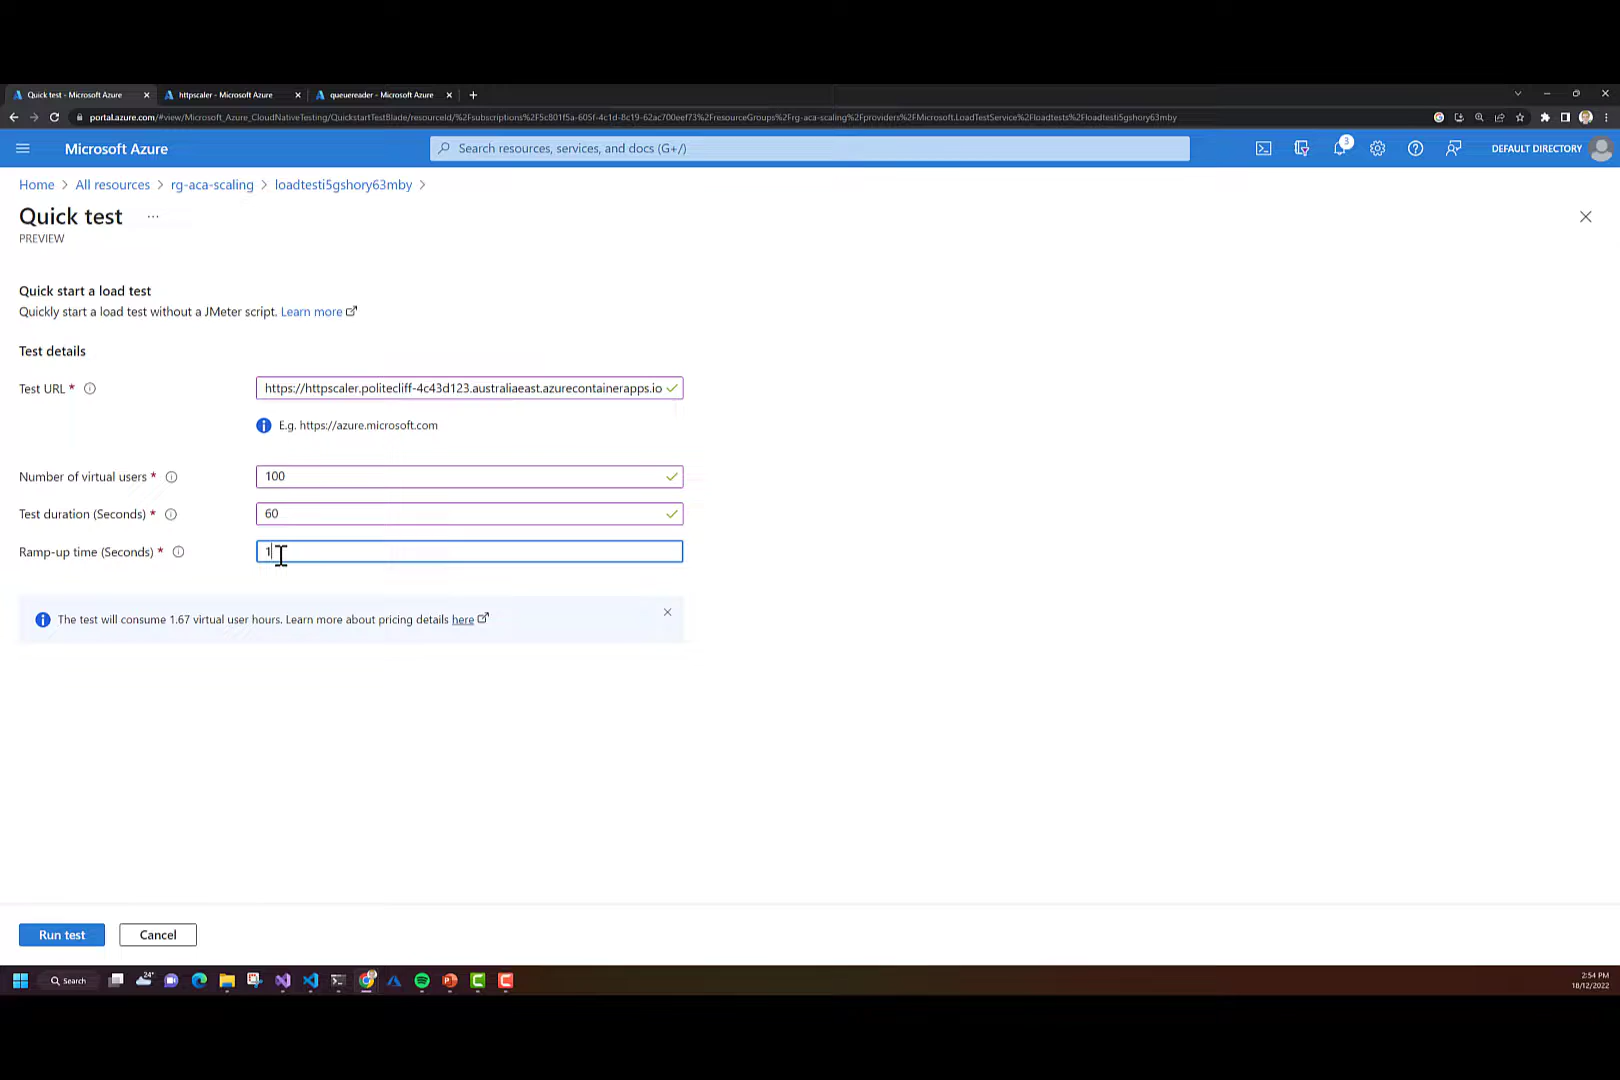 Quick test - Microsoft Azure
httpscaler - Microsoft Azure
queuereader - Microsoft Azure
portal.azure.com/#view/Microsoft_Azure_CloudNativeTesting/QuickstartTestBlade/resourceId/%2Fsubscriptions%2F5c801f5a-605f-4c1d-8c19-62ac700eef73%2FresourceGroups%2Frg-aca-scaling%2Fproviders%2FMicrosoft.LoadTestService%2Floadtests%2Floadtesti5gshory63mby
Microsoft Azure
Search resources, services, and docs (G+/)
3
DEFAULT DIRECTORY
Home > All resources > rg-aca-scaling > loadtesti5gshory63mby >
Quick test ...
PREVIEW
Quick start a load test
Quickly start a load test without a JMeter script. Learn more
Test details
Test URL *
https://httpscaler.politecliff-4c43d123.australiaeast.azurecontainerapps.io
E.g. https://azure.microsoft.com
Number of virtual users *
100
Test duration (Seconds) *
60
Ramp-up time (Seconds) *
1
The test will consume 1.67 virtual user hours. Learn more about pricing details here
Run test
Cancel
Search
24°
2:54 PM
18/12/2022